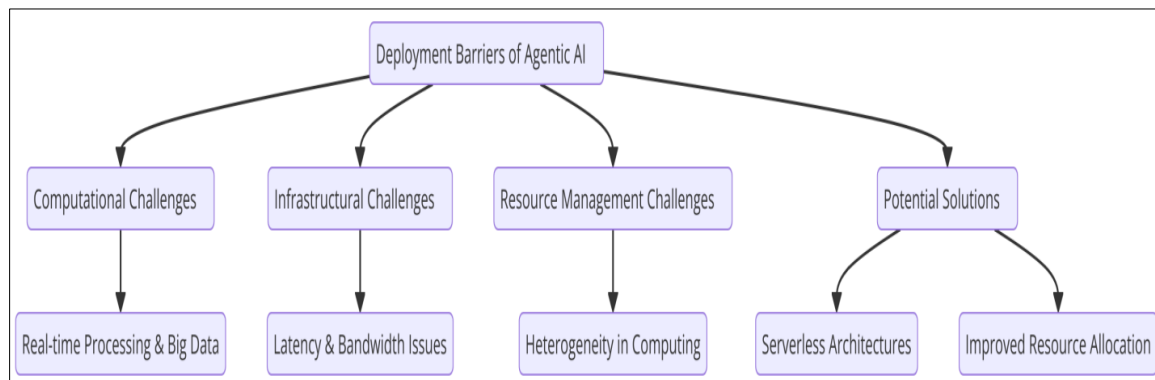 Deployment Barriers of Agentic AI
Computational Challenges
Infrastructural Challenges
Resource Management Challenges
Potential Solutions
Real-time Processing & Big Data
Latency & Bandwidth Issues
Heterogeneity in Computing
Serverless Architectures
Improved Resource Allocation